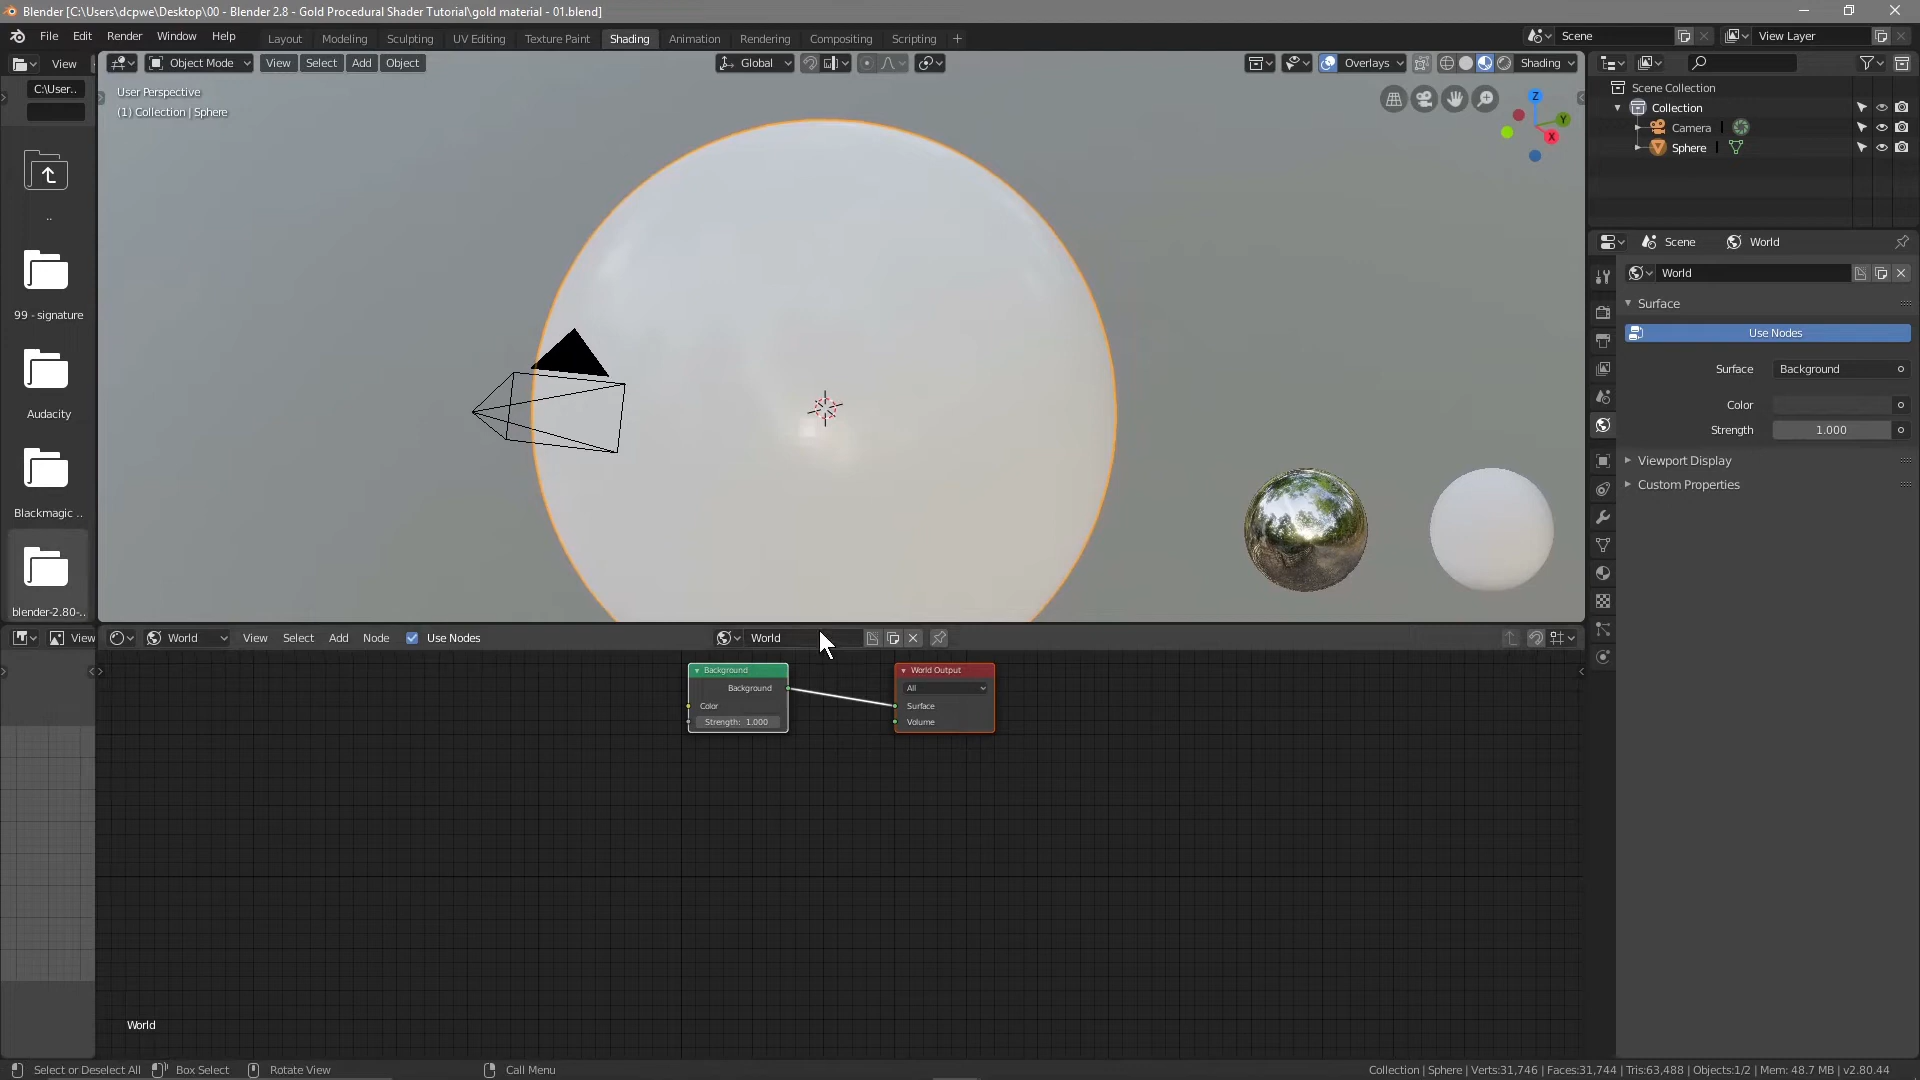 Blender [C:\Users\dcpwe\Desktop\00 - Blender 2.8 - Gold Procedural Shader Tutorial\gold material - 01.blend]
File Edit Render Window Help
Layout Modeling Sculpting UV Editing Texture Paint Shading Animation Rendering Compositing Scripting +
Scene View Layer
View
Object Mode View Select Add Object
Global
Overlays Shading
C:\User..
User Perspective
(1) Collection | Sphere
Z
Y
X
Scene Collection
Collection
Camera
Sphere
..
99 - signature
Audacity
Blackmagic ..
blender-2.80-..
Scene World
World
Surface
Use Nodes
Surface Background
Color
Strength 1.000
Viewport Display
Custom Properties
View
World View Select Add Node Use Nodes
World
Background
Background
Color
Strength: 1.000
World Output
All
Surface
Volume
World
Select or Deselect All Box Select Rotate View Call Menu
Collection | Sphere | Verts:31,746 | Faces:31,744 | Tris:63,488 | Objects:1/2 | Mem: 48.7 MB | v2.80.44